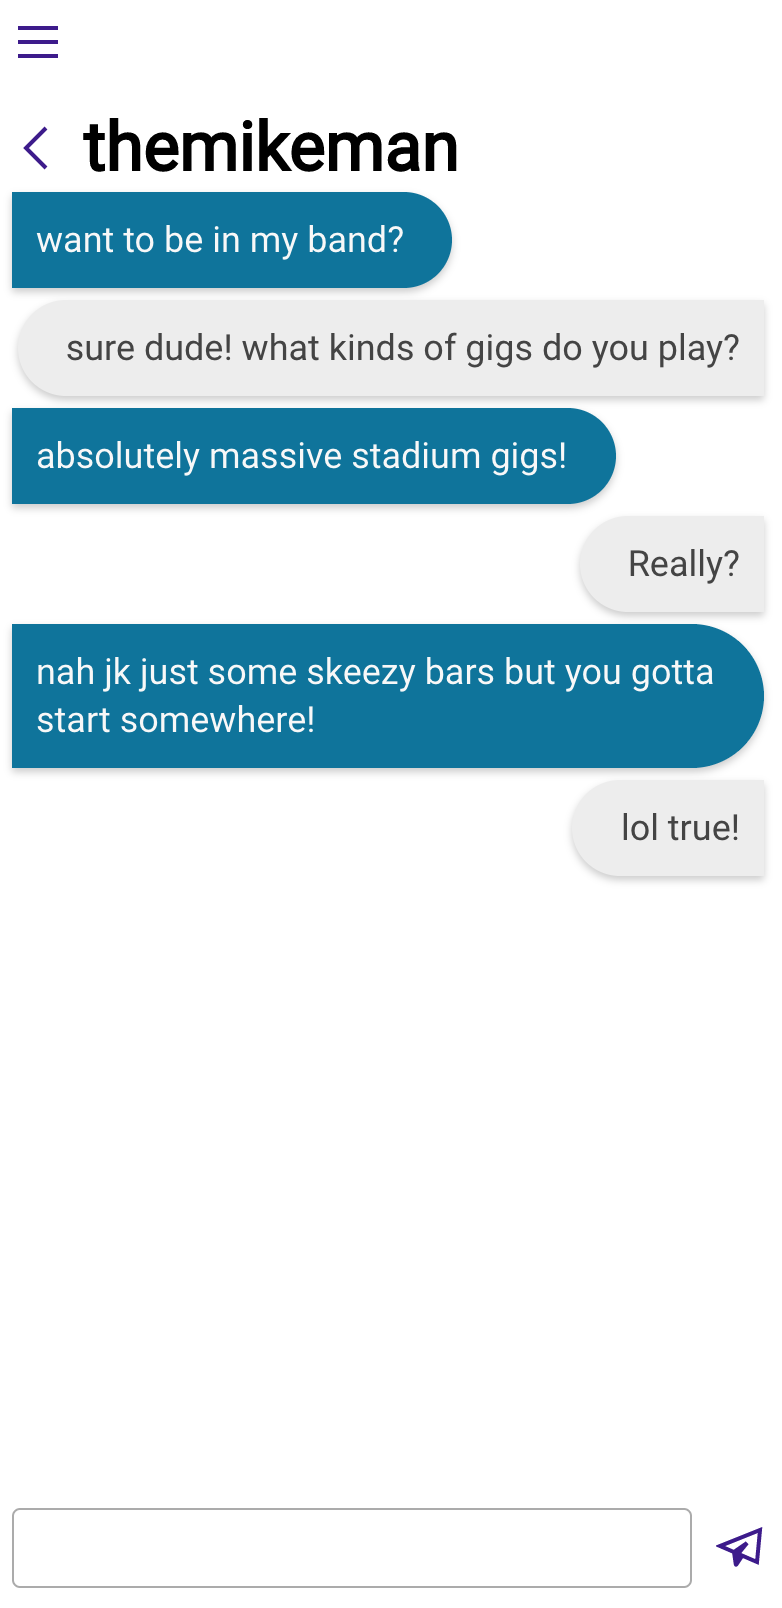 themikeman
want to be in my band?
sure dude! what kinds of gigs do you play?
absolutely massive stadium gigs!
Really?
nah jk just some skeezy bars but you gotta
start somewhere!
lol true!